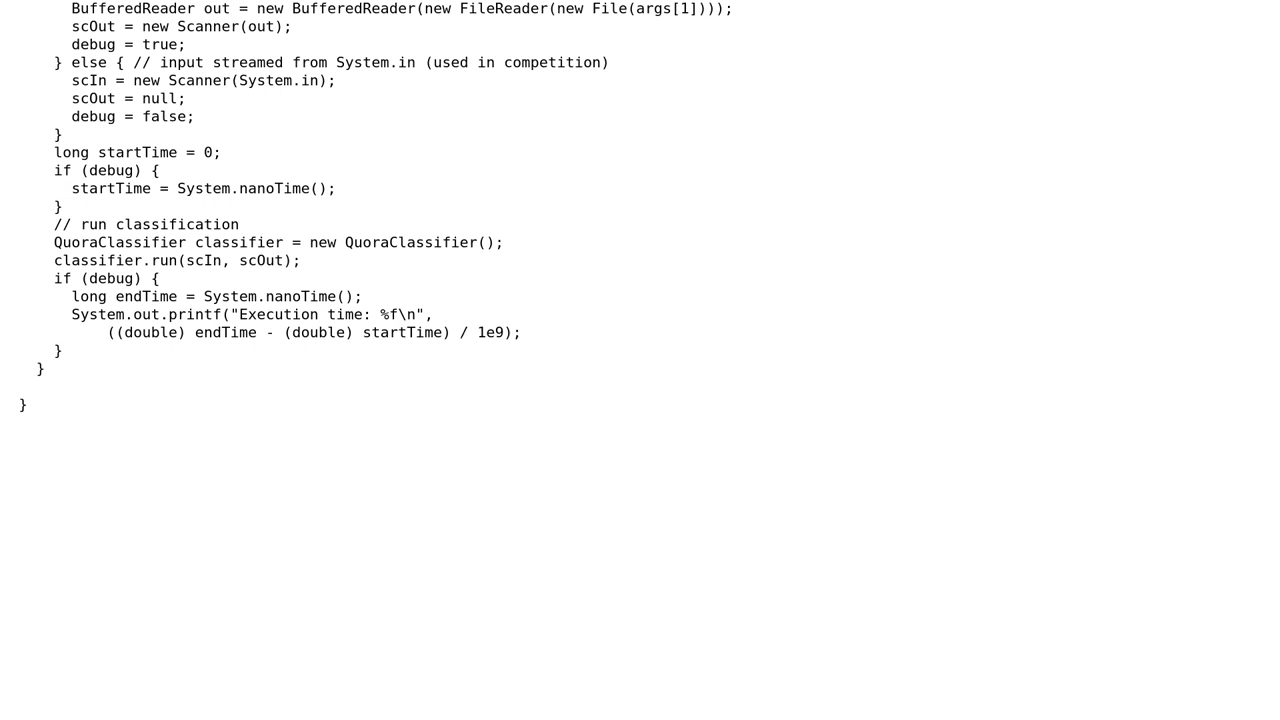 BufferedReader out = new BufferedReader(new FileReader(new File(args[1])));
scOut = new Scanner(out);
debug = true;
} else { // input streamed from System.in (used in competition)
scIn = new Scanner(System.in);
scOut = null;
debug = false;
}
long startTime = 0;
if (debug) {
startTime = System.nanoTime();
}
// run classification
QuoraClassifier classifier = new QuoraClassifier();
classifier.run(scIn, scOut);
if (debug) {
long endTime = System.nanoTime();
System.out.printf("Execution time: %f\n",
((double) endTime - (double) startTime) / 1e9);
}
}
}